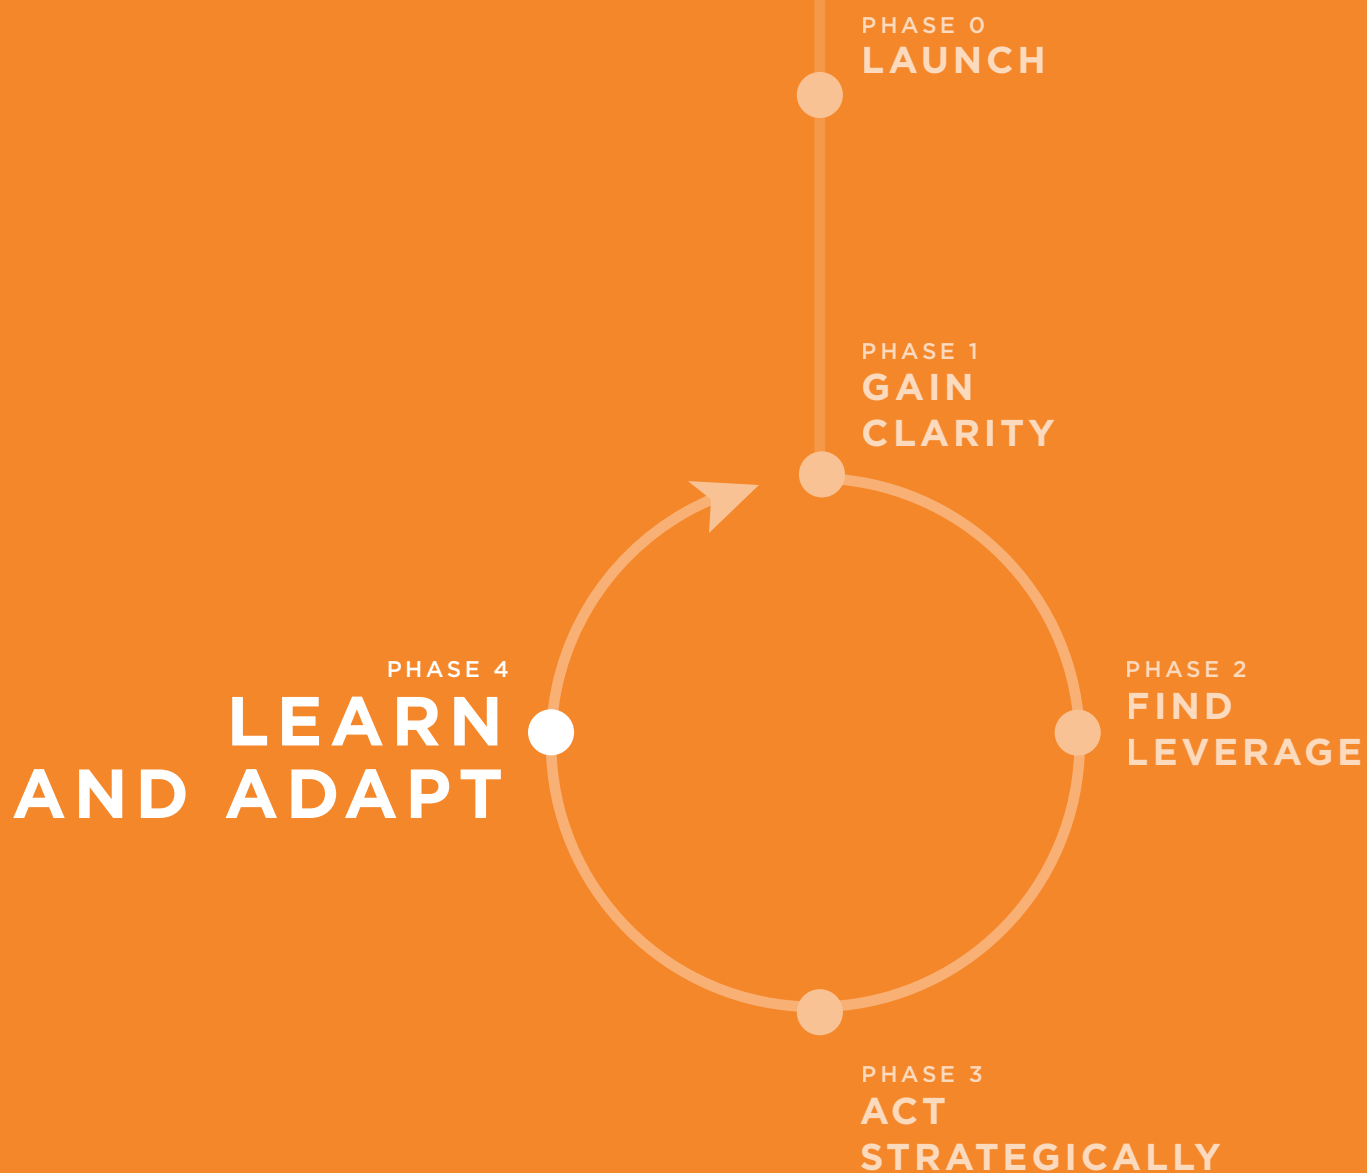 PHASE 0
LAUNCH
PHASE 1
GAIN
CLARITY
PHASE 2
FIND
LEVERAGE
PHASE 3
ACT
STRATEGICALLY
PHASE 4
LEARN
AND ADAPT